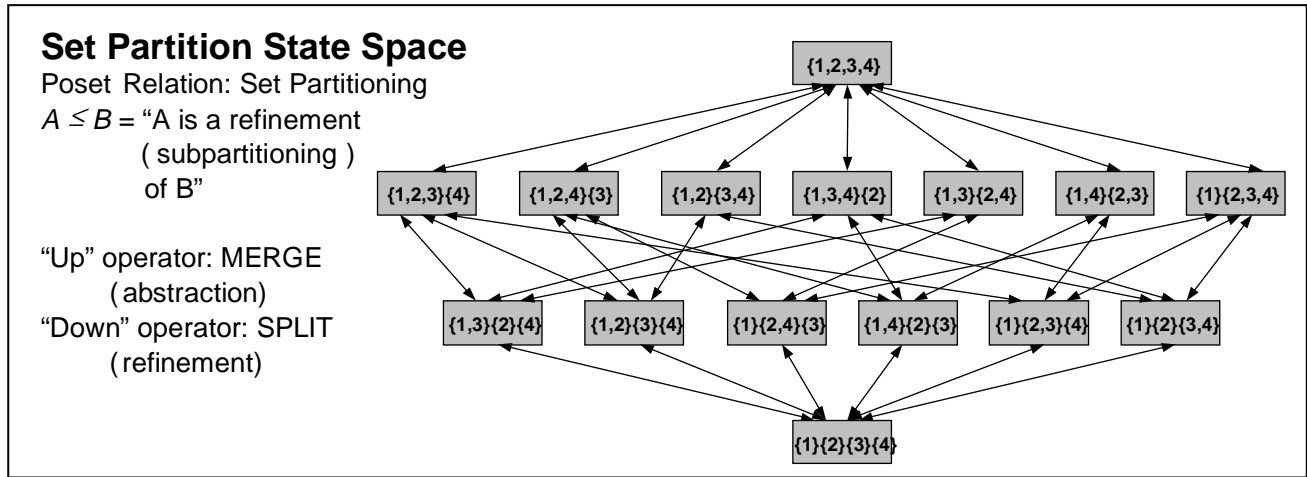 Set Partition State Space
Poset Relation: Set Partitioning
A ≤ B = “A is a refinement
( subpartitioning )
of B”
“Up” operator: MERGE
(abstraction)
“Down” operator: SPLIT
(refinement)
{1,2,3,4}
{1,2,3}{4} {1,2,4}{3} {1,2}{3,4} {1,3,4}{2} {1,3}{2,4} {1,4}{2,3} {1}{2,3,4}
{1,3}{2}{4} {1,2}{3}{4} {1}{2,4}{3} {1,4}{2}{3} {1}{2,3}{4} {1}{2}{3,4}
{1}{2}{3}{4}